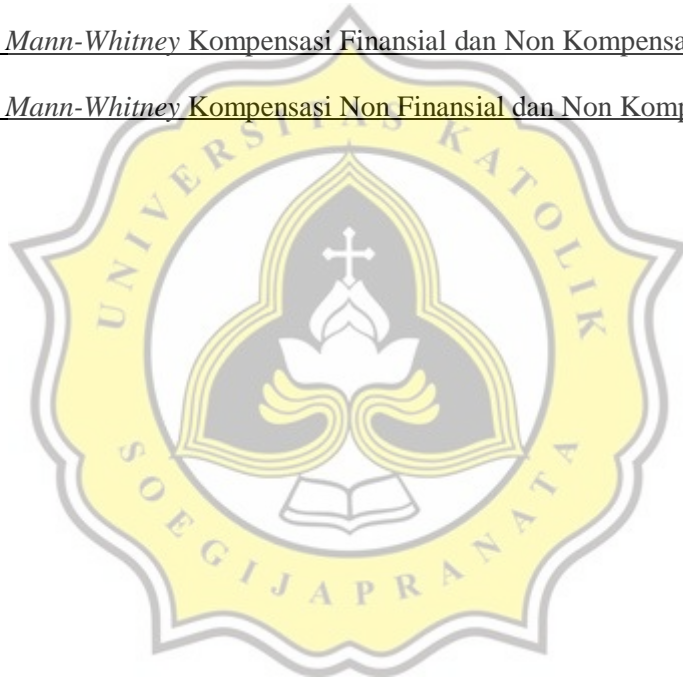 Mann-Whitney Kompensasi Finansial dan Non Kompensa
Mann-Whitney Kompensasi Non Finansial dan Non Komp
UNIVERSITAS KATOLIK
SOEGIJAPRANATA